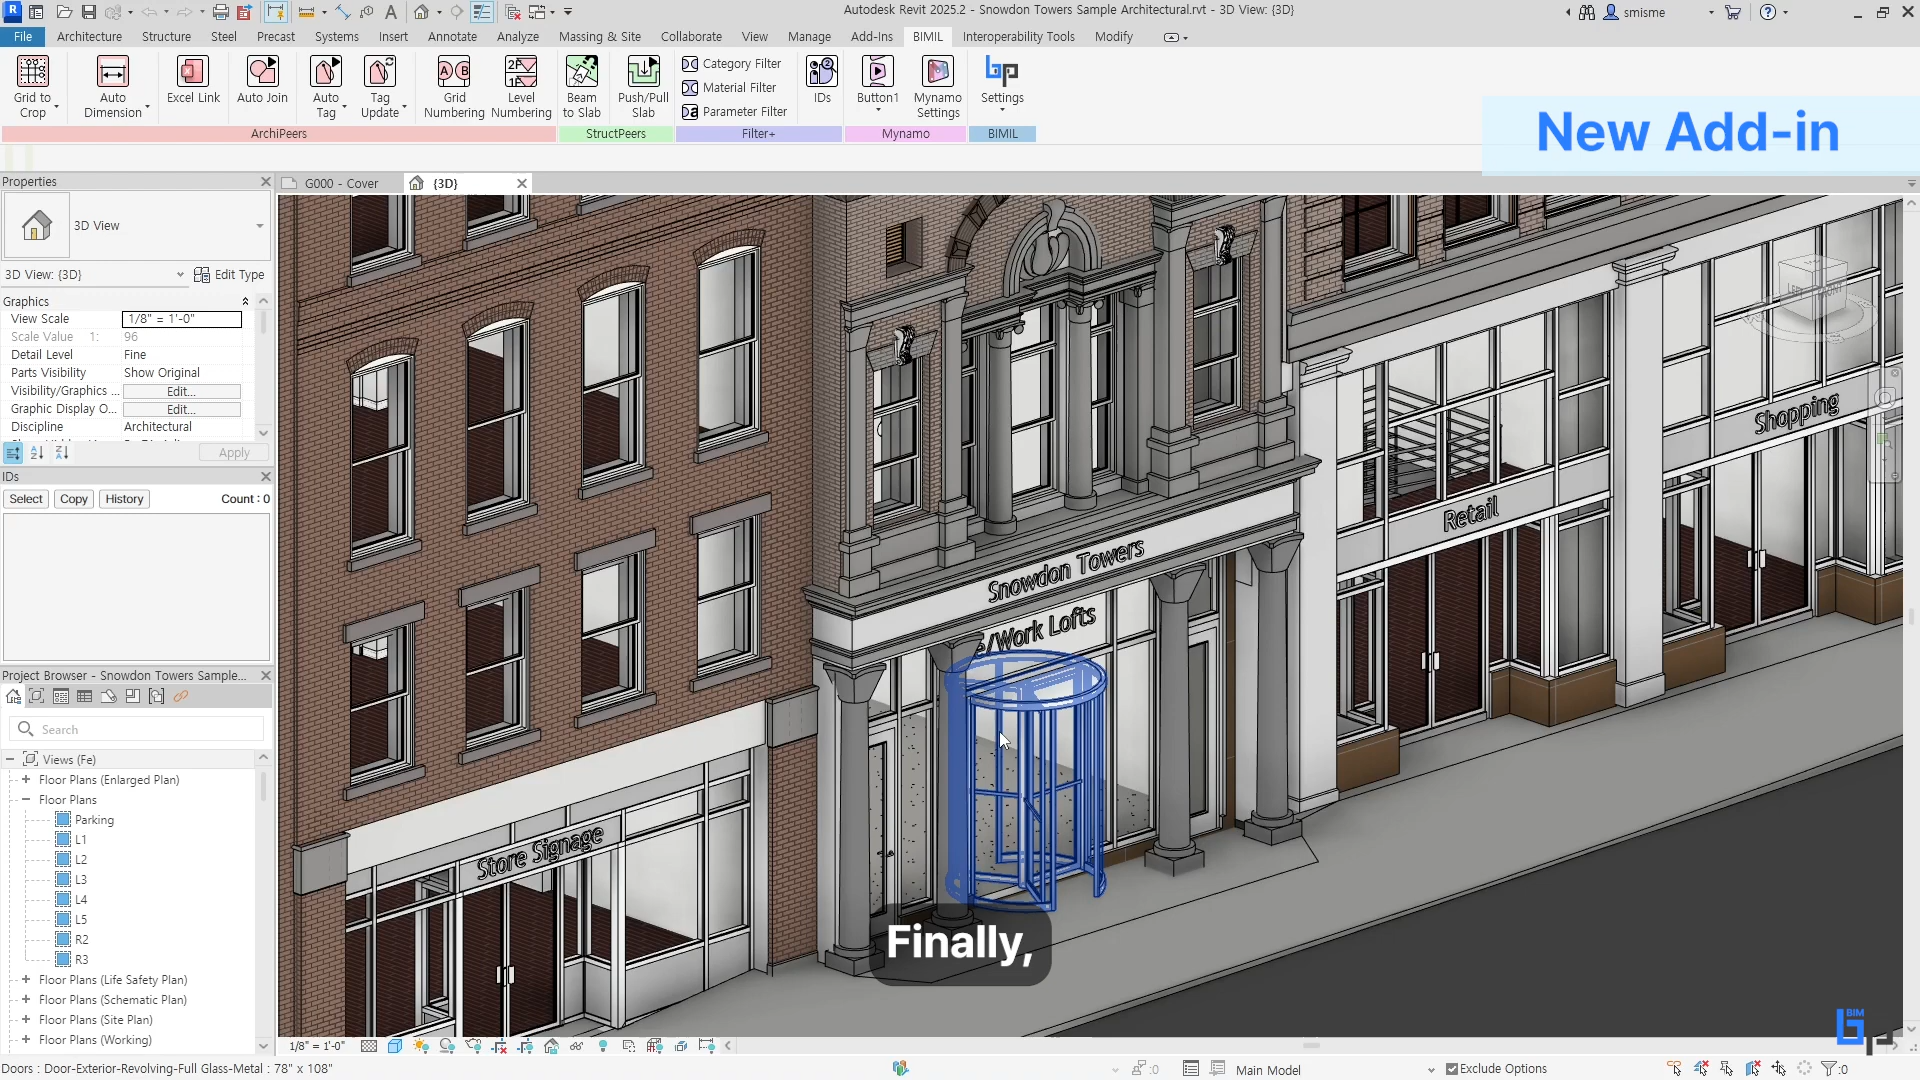 Autodesk Revit 2025.2 - Snowdon Towers Sample Architectural.rvt - 3D View: {3D}
smisme
File Architecture Structure Steel Precast Systems Insert Annotate Analyze Massing & Site Collaborate View Manage Add-Ins BIMIL Interoperability Tools Modify
Grid to Crop
Auto Dimension
Excel Link
Auto Join
Auto Tag
Tag Update
Grid Numbering
Level Numbering
Beam to Slab
Push/Pull Slab
Category Filter
Material Filter
Parameter Filter
IDs
Button1
Mynamo Settings
Settings
ArchiPeers StructPeers Filter+ Mynamo BIMIL
New Add-in
Properties
G000 - Cover {3D}
3D View
3D View: {3D} Edit Type
Graphics
View Scale 1/8" = 1'-0"
Scale Value 1: 96
Detail Level Fine
Parts Visibility Show Original
Visibility/Graphics ... Edit...
Graphic Display O... Edit...
Discipline Architectural
Apply
IDs
Select Copy History Count : 0
Project Browser - Snowdon Towers Sample...
Search
Views (Fe)
Floor Plans (Enlarged Plan)
Floor Plans
Parking
L1
L2
L3
L4
L5
R2
R3
Floor Plans (Life Safety Plan)
Floor Plans (Schematic Plan)
Floor Plans (Site Plan)
Floor Plans (Working)
LEFT FRONT
Shopping
Retail
Snowdon Towers
e/Work Lofts
Store Signage
Finally,
BIM
bp
1/8" = 1'-0"
Doors : Door-Exterior-Revolving-Full Glass-Metal : 78" x 108"
:0 Main Model Exclude Options :0